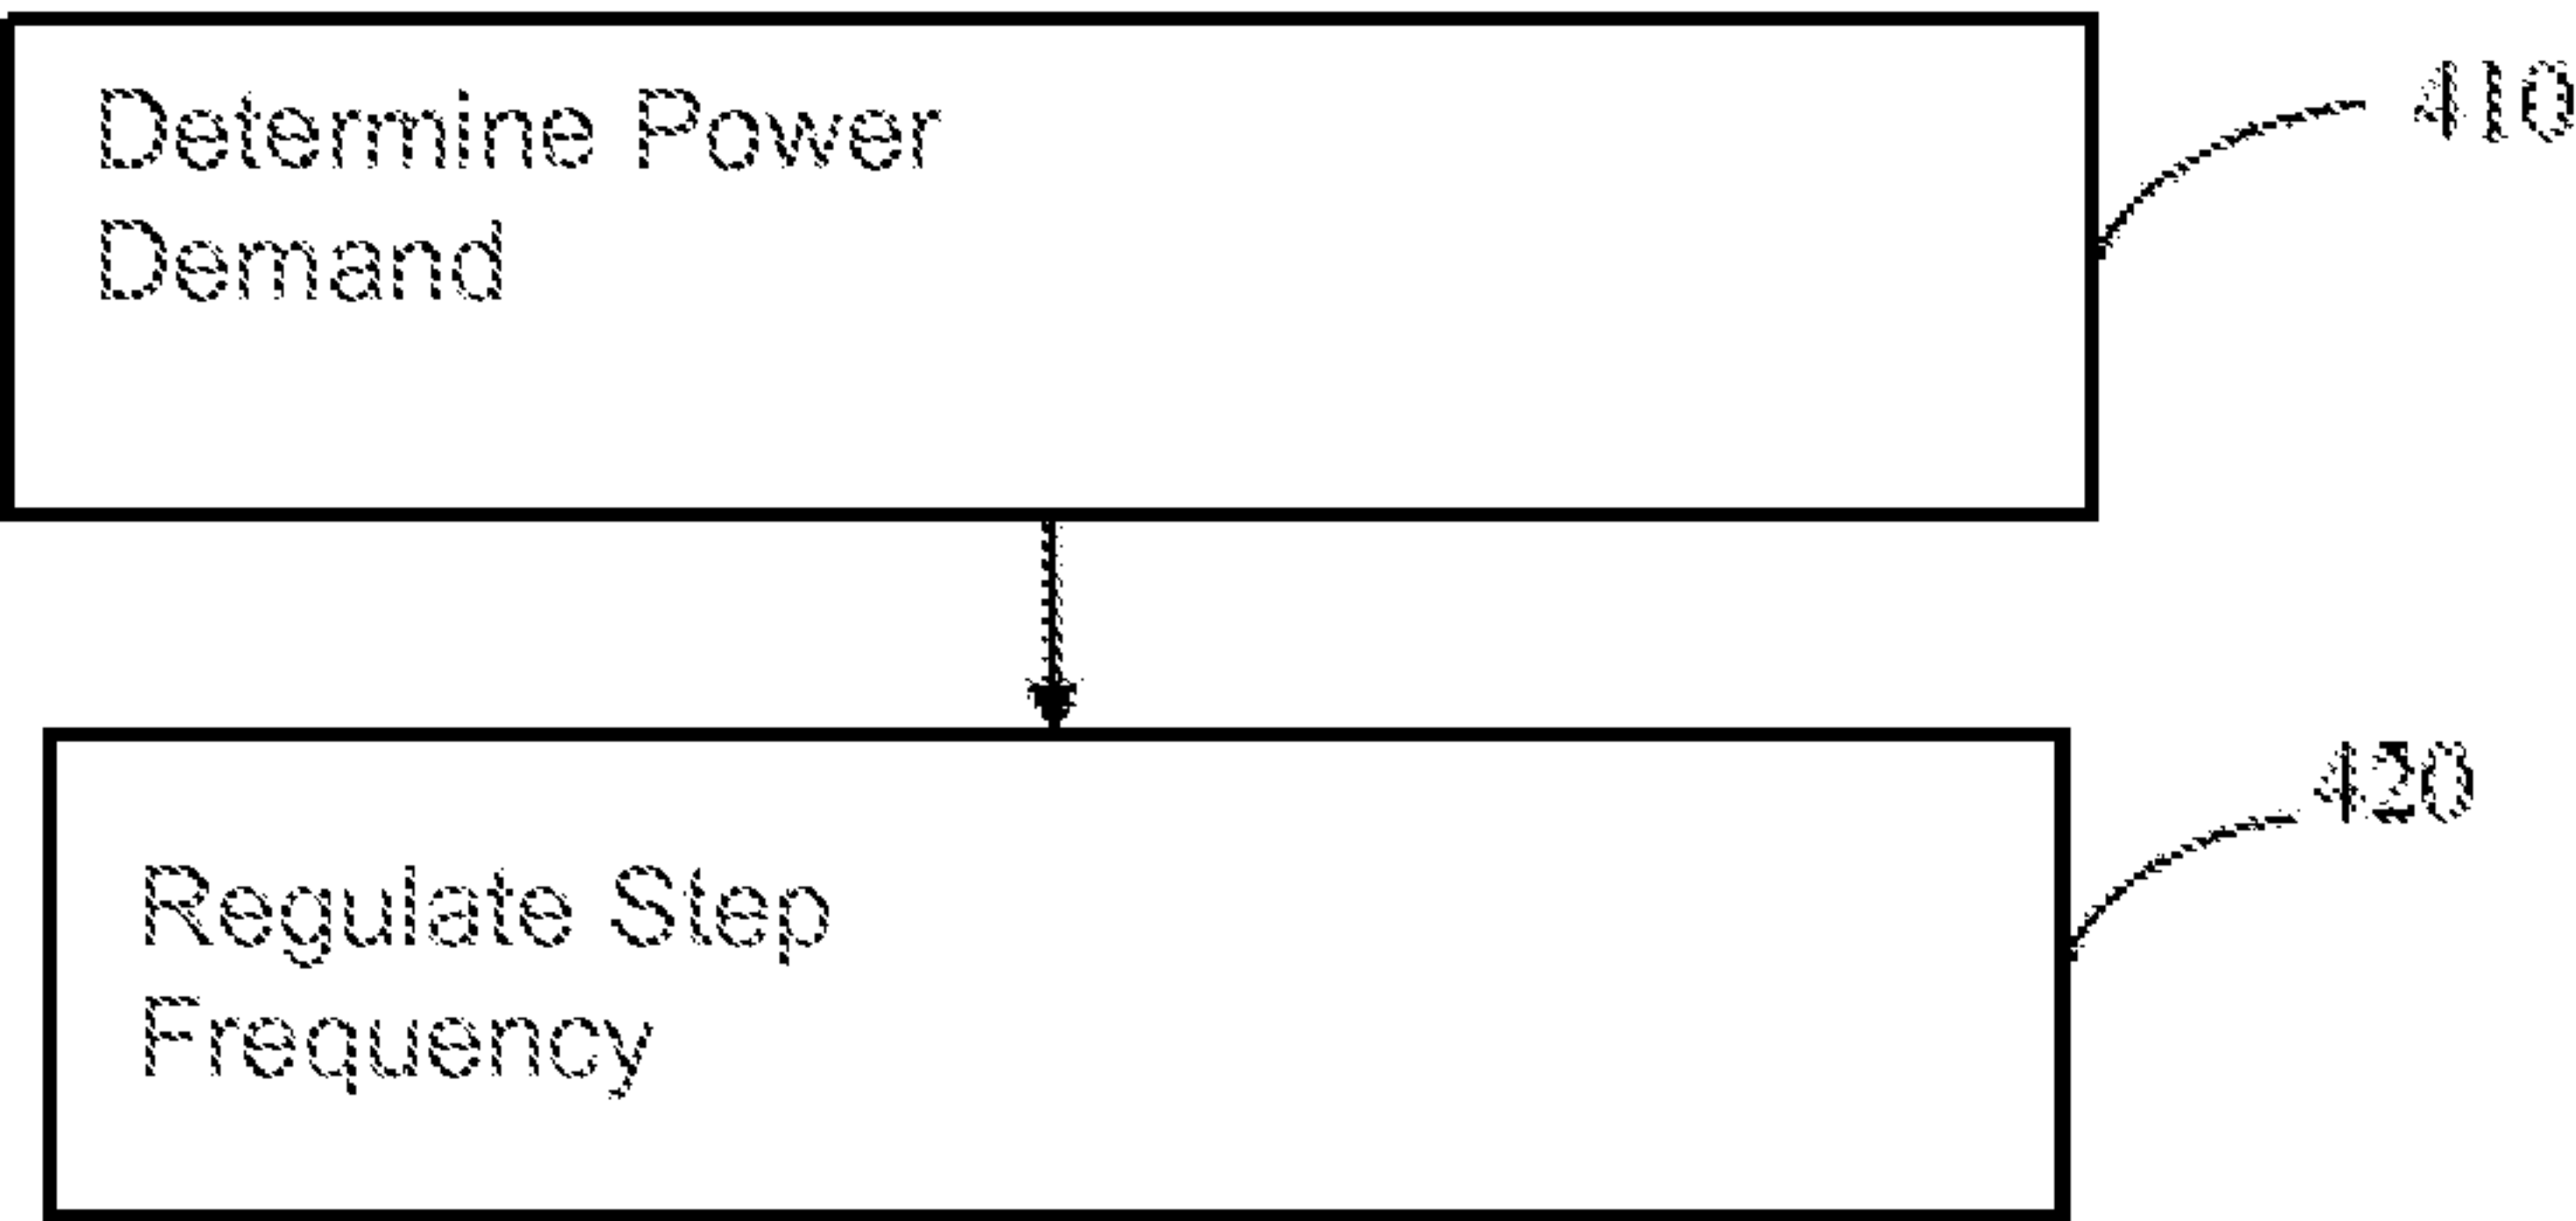 Determine Power
Demand
410
Regulate Step
Frequency
420